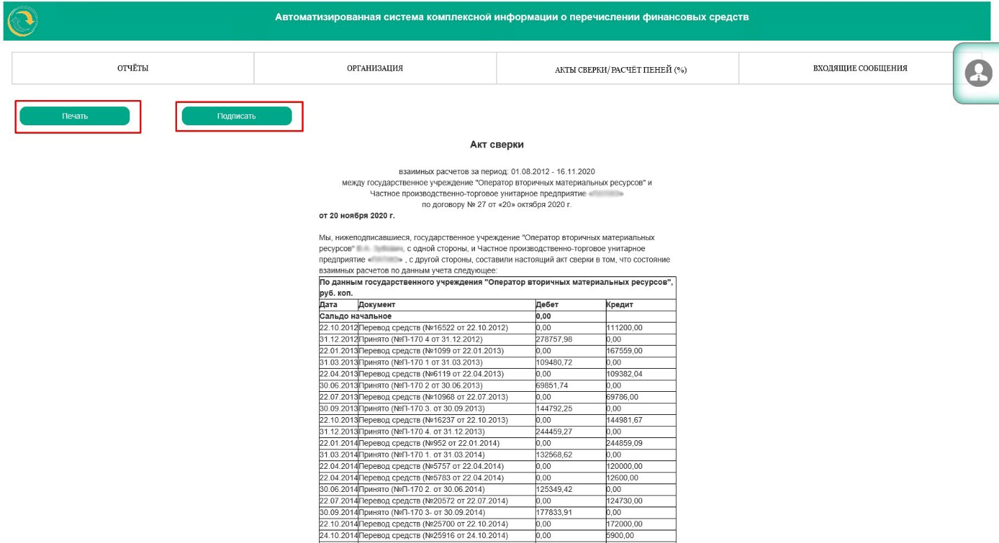 Автоматизированная система комплексной информации о перечислении финансовых средств
ОТЧЁТЫ ОРГАНИЗАЦИЯ АКТЫ СВЕРКИ/РАСЧЁТ ПЕНЕЙ (%) ВХОДЯЩИЕ СООБЩЕНИЯ
Печать Подписать
Акт сверки
взаимных расчетов за период: 01.08.2012 - 16.11.2020
между государственное учреждение "Оператор вторичных материальных ресурсов" и
Частное производственно-торговое унитарное предприятие
по договору № 27 от «20» октября 2020 г.
от 20 ноября 2020 г.
Мы, нижеподписавшиеся, государственное учреждение "Оператор вторичных материальных
ресурсов" , с одной стороны, и Частное производственно-торговое унитарное
предприятие , с другой стороны, составили настоящий акт сверки в том, что состояние
взаимных расчетов по данным учета следующее:
По данным государственного учреждения "Оператор вторичных материальных ресурсов",
руб. коп.
Дата Документ Дебет Кредит
Сальдо начальное 0,00
22.10.2012 Перевод средств (№16522 от 22.10.2012) 0,00 111200,00
31.12.2012 Принято (№П-170 4 от 31.12.2012) 278757,98 0,00
22.01.2013 Перевод средств (№1099 от 22.01.2013) 0,00 167559,00
31.03.2013 Принято (№П-170 1 от 31.03.2013) 109480,72 0,00
22.04.2013 Перевод средств (№6119 от 22.04.2013) 0,00 109382,04
30.06.2013 Принято (№П-170 2 от 30.06.2013) 69851,74 0,00
22.07.2013 Перевод средств (№10968 от 22.07.2013) 0,00 69786,00
30.09.2013 Принято (№П-170 3. от 30.09.2013) 144792,25 0,00
22.10.2013 Перевод средств (№16237 от 22.10.2013) 0,00 144981,67
31.12.2013 Принято (№П-170 4. от 31.12.2013) 244459,27 0,00
22.01.2014 Перевод средств (№952 от 22.01.2014) 0,00 244859,09
31.03.2014 Принято (№П-170 1. от 31.03.2014) 132568,62 0,00
22.04.2014 Перевод средств (№5757 от 22.04.2014) 0,00 120000,00
22.04.2014 Перевод средств (№5783 от 22.04.2014) 0,00 12600,00
30.06.2014 Принято (№П-170 2. от 30.06.2014) 125349,42 0,00
22.07.2014 Перевод средств (№20572 от 22.07.2014) 0,00 124730,00
30.09.2014 Принято (№П-170 3- от 30.09.2014) 177833,91 0,00
22.10.2014 Перевод средств (№25700 от 22.10.2014) 0,00 172000,00
24.10.2014 Перевод средств (№25916 от 24.10.2014) 0,00 5900,00